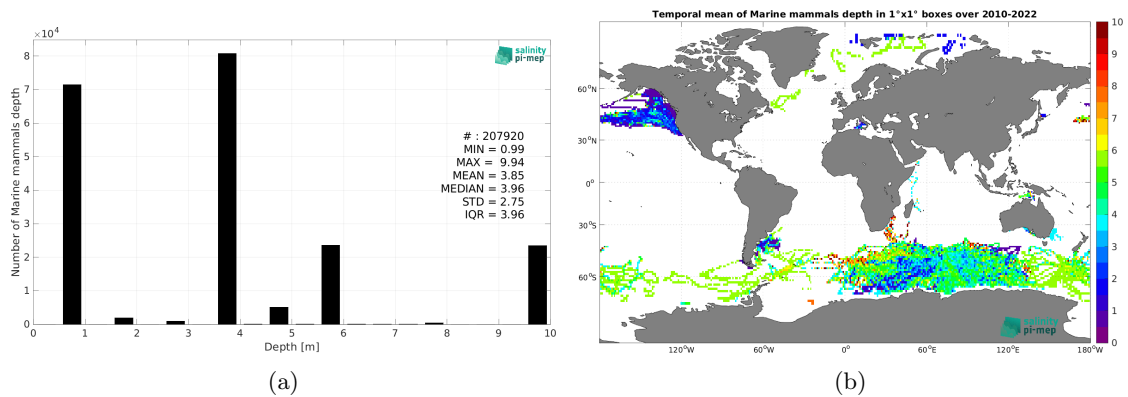 ×10⁴
8
7
6
5
4
3
2
1
0
Number of Marine mammals depth
salinity
pi-mep
# : 207920
MIN = 0.99
MAX = 9.94
MEAN = 3.85
MEDIAN = 3.96
STD = 2.75
IQR = 3.96
0 1 2 3 4 5 6 7 8 9 10
Depth [m]
(a)
Temporal mean of Marine mammals depth in 1°x1° boxes over 2010-2022
60°N
30°N
0°
30°S
60°S
120°W 60°W 0° 60°E 120°E 180°W
salinity
pi-mep
10
9
8
7
6
5
4
3
2
1
0
(b)